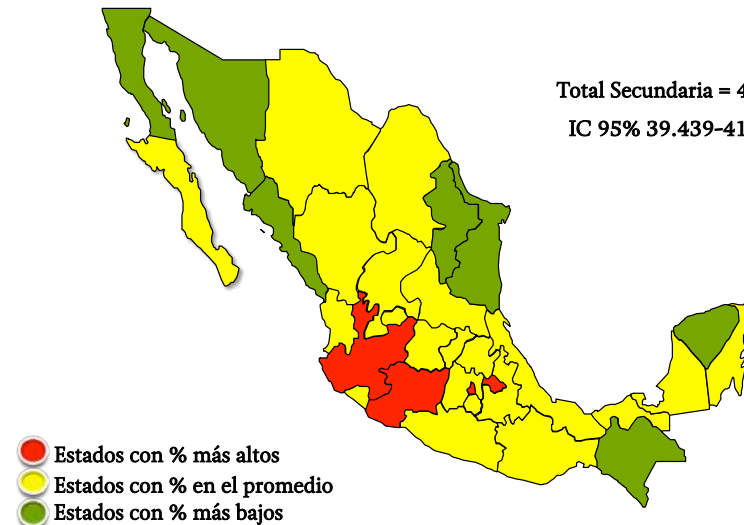 Total Secundaria = 4
IC 95% 39.439-41
Estados con % más altos
Estados con % en el promedio
Estados con % más bajos